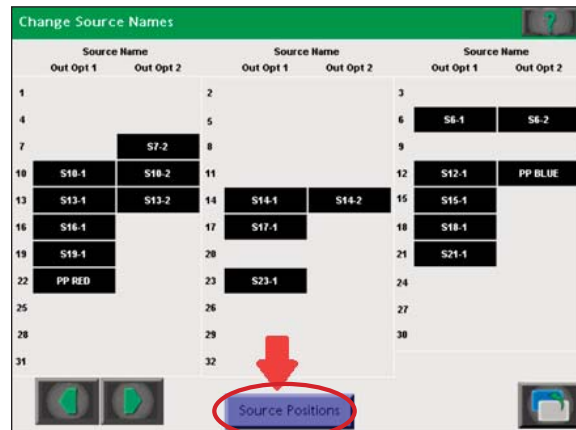 Change Source Names
?
Source Name Source Name Source Name
Out Opt 1 Out Opt 2 Out Opt 1 Out Opt 2 Out Opt 1 Out Opt 2
1 2 3
4 5 6 S6-1 S6-2
7 S7-2 8 9
10 S10-1 S10-2 11 12 S12-1 PP BLUE
13 S13-1 S13-2 14 S14-1 S14-2 15 S15-1
16 S16-1 17 S17-1 18 S18-1
19 S19-1 20 21 S21-1
22 PP RED 23 S23-1 24
25 26 27
28 29 30
31 32
Source Positions